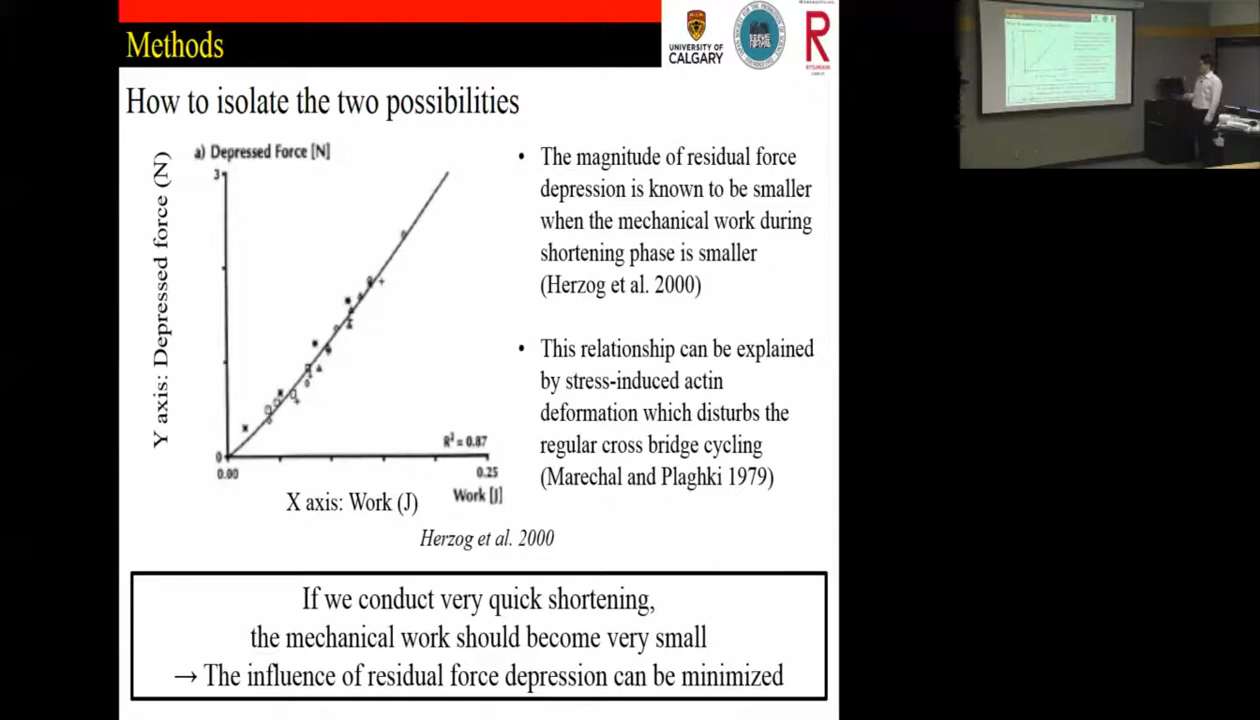 Methods
UNIVERSITY OF
CALGARY
How to isolate the two possibilities
a) Depressed Force [N]
Y axis: Depressed force (N)
3
0
0.00
R² = 0.87
0.25
Work [J]
X axis: Work (J)
Herzog et al. 2000
• The magnitude of residual force
depression is known to be smaller
when the mechanical work during
shortening phase is smaller
(Herzog et al. 2000)
• This relationship can be explained
by stress-induced actin
deformation which disturbs the
regular cross bridge cycling
(Marechal and Plaghki 1979)
If we conduct very quick shortening,
the mechanical work should become very small
→ The influence of residual force depression can be minimized